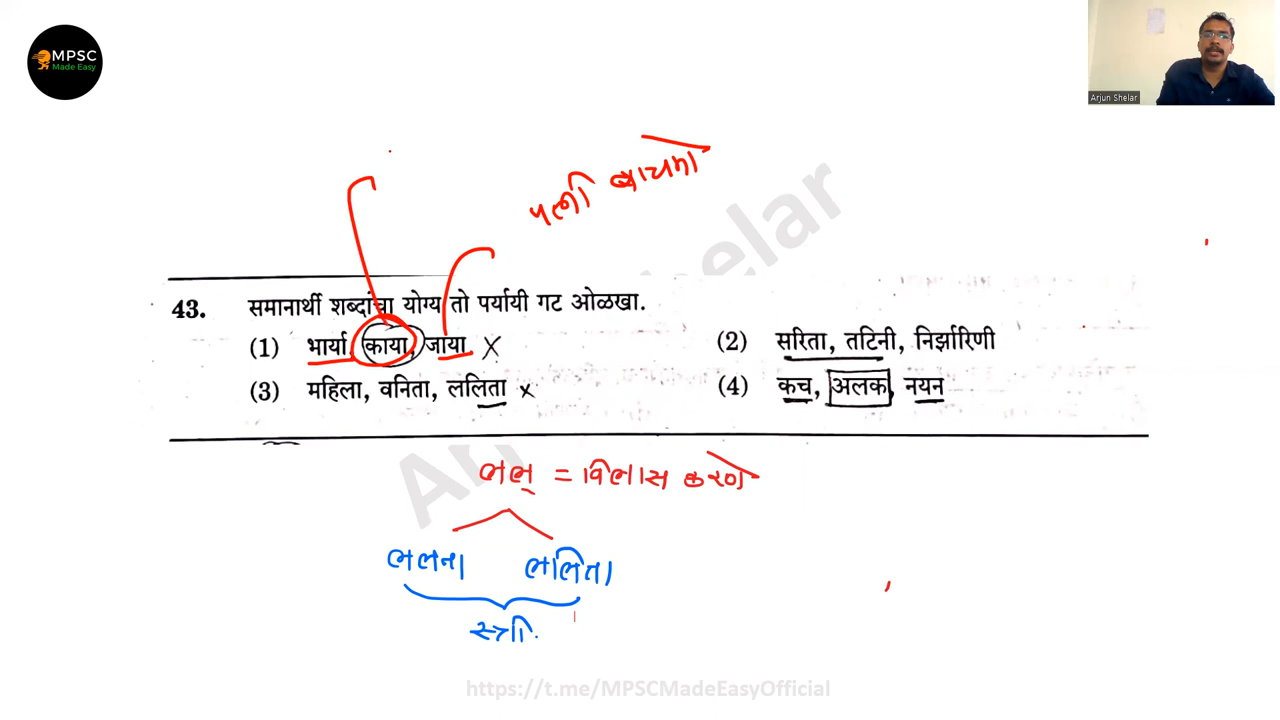 MPSC
Made Easy
Arjun Shelar
पत्नी बायको
43. समानार्थी शब्दांचा योग्य तो पर्यायी गट ओळखा.
(1) भार्या, काया, जाया (2) सरिता, तटिनी, निर्झारिणी
(3) महिला, वनिता, ललिता (4) कच, अलक, नयन
लल् = विलास करणे
ललना ललिता
स्त्री
https://t.me/MPSCMadeEasyOfficial